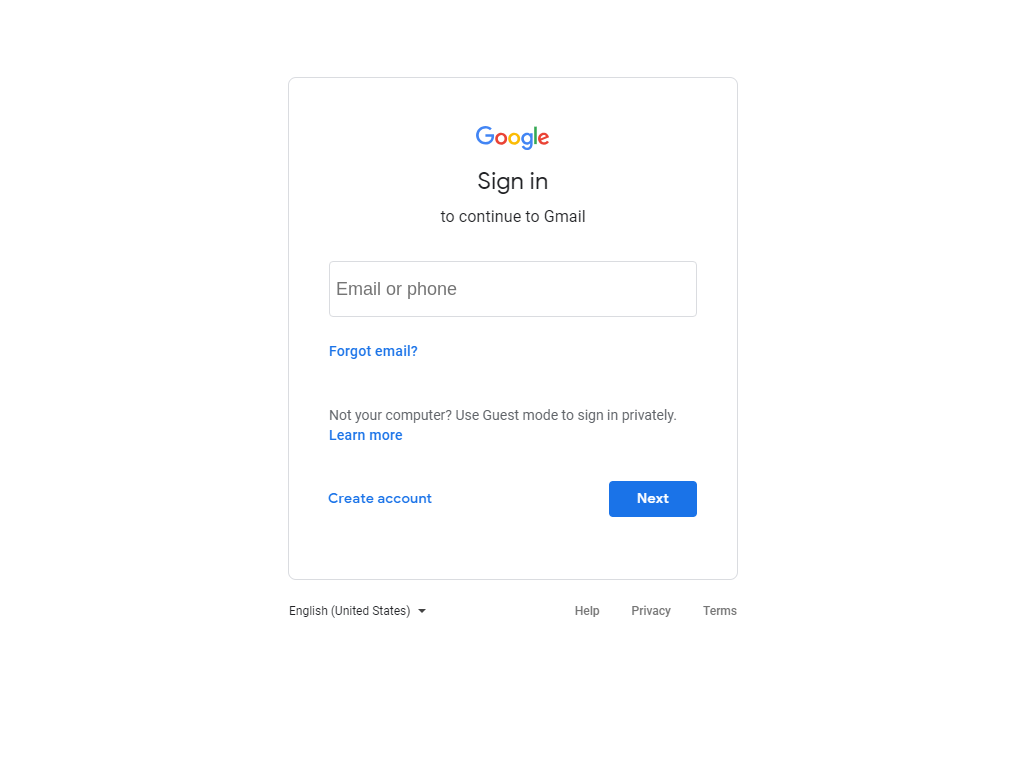 Google
Sign in
to continue to Gmail
Email or phone
Forgot email?
Not your computer? Use Guest mode to sign in privately.
Learn more
Create account
Next
English (United States)
Help
Privacy
Terms